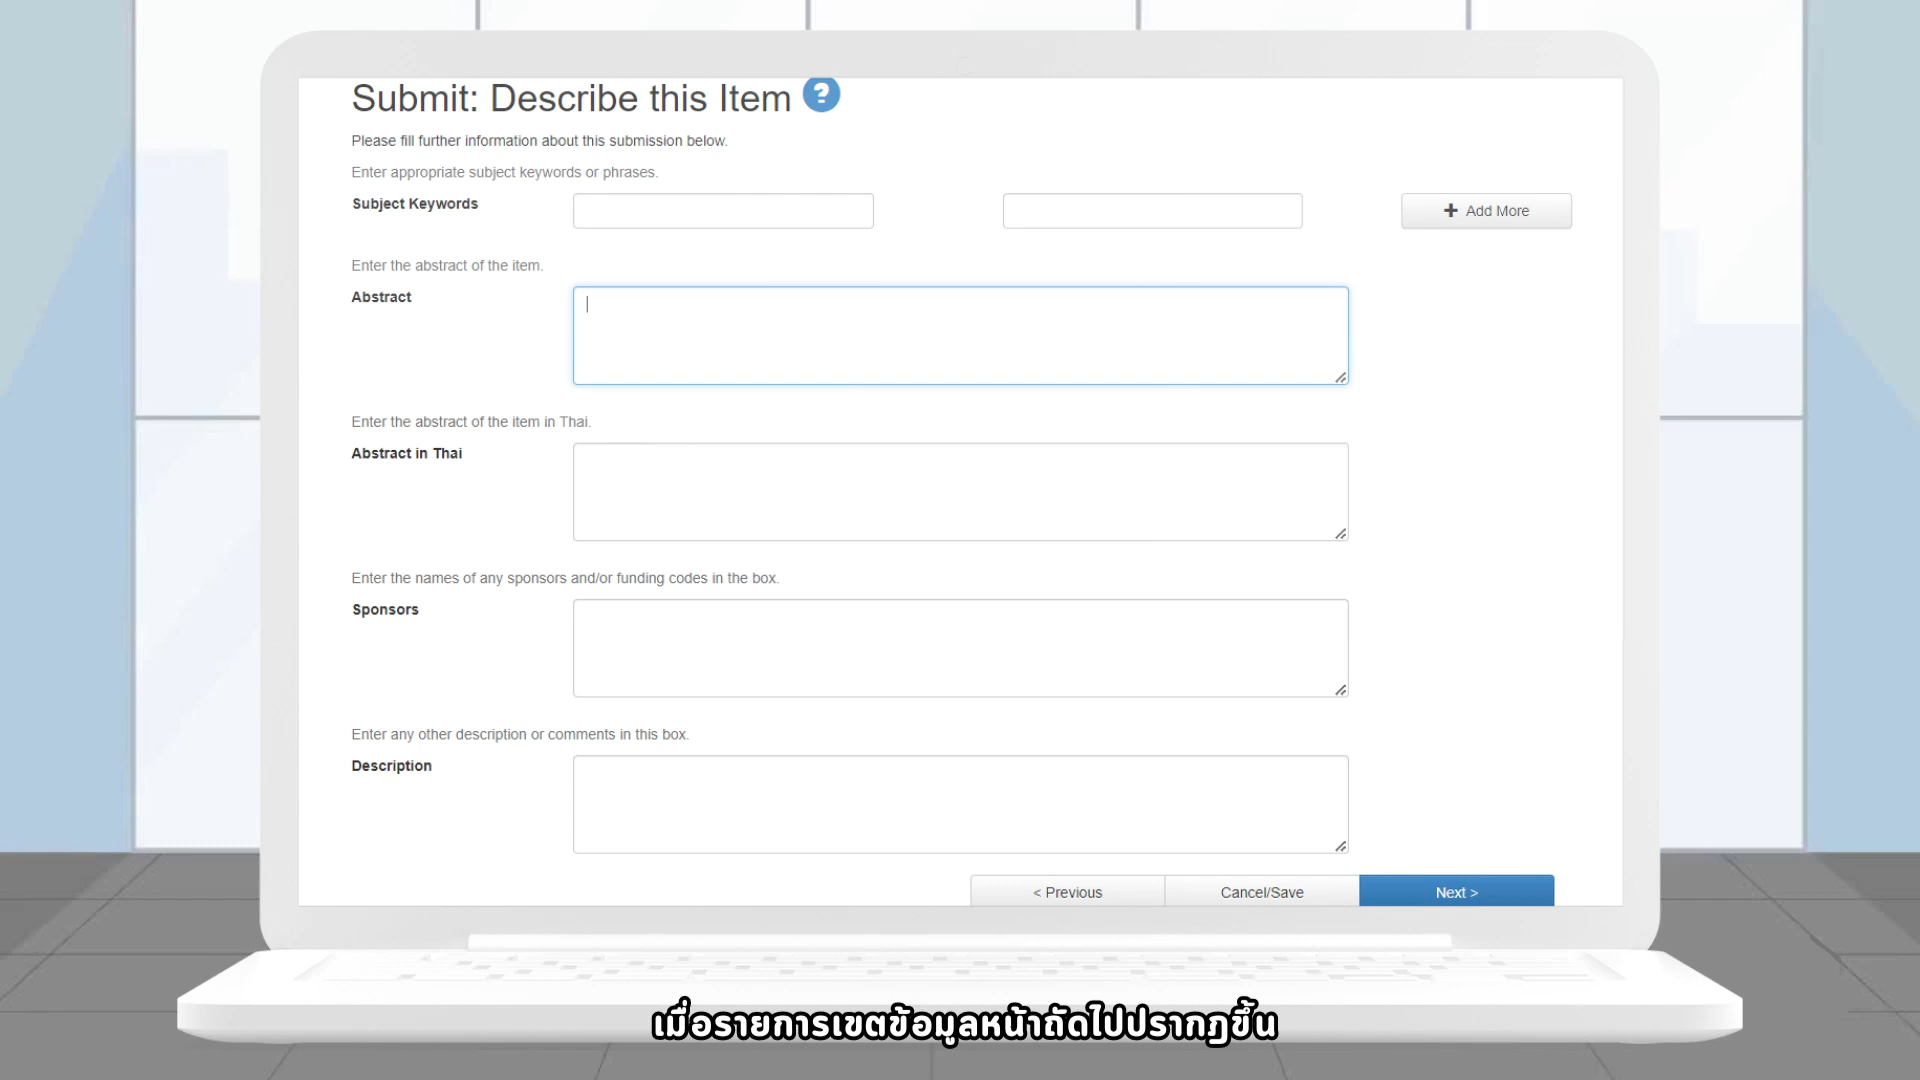 Submit: Describe this Item ?
Please fill further information about this submission below.
Enter appropriate subject keywords or phrases.
Subject Keywords
+ Add More
Enter the abstract of the item.
Abstract
Enter the abstract of the item in Thai.
Abstract in Thai
Enter the names of any sponsors and/or funding codes in the box.
Sponsors
Enter any other description or comments in this box.
Description
< Previous
Cancel/Save
Next >
เมื่อรายการเขตข้อมูลหน้าถัดไปปรากฏขึ้น